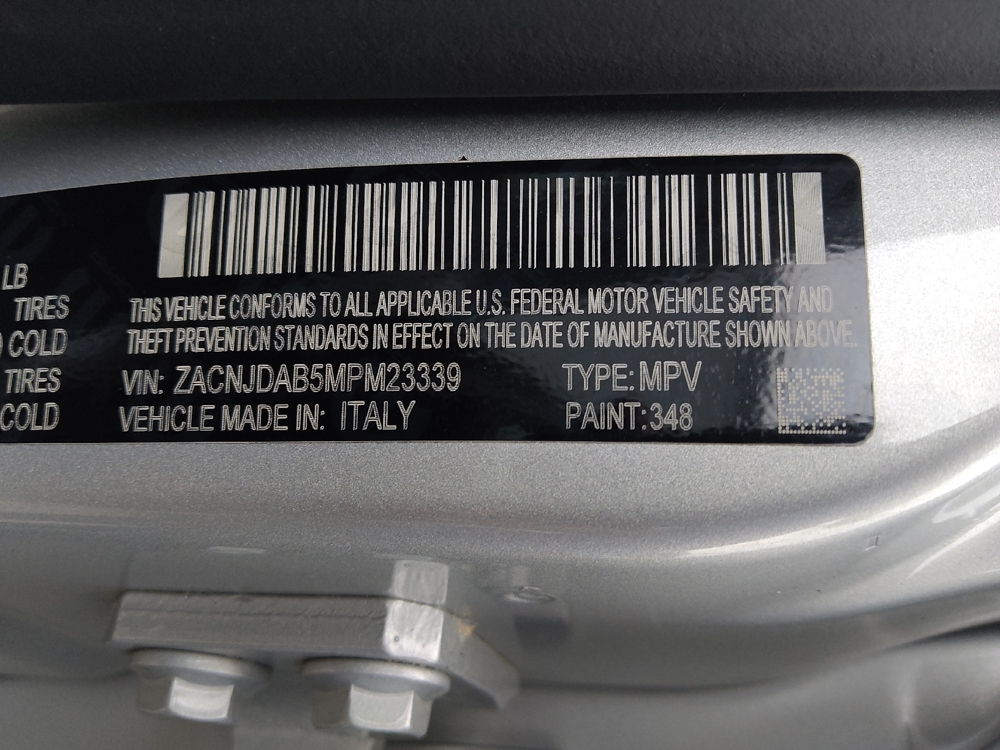 LB
TIRES
) COLD
TIRES
COLD
THIS VEHICLE CONFORMS TO ALL APPLICABLE U.S. FEDERAL MOTOR VEHICLE SAFETY AND
THEFT PREVENTION STANDARDS IN EFFECT ON THE DATE OF MANUFACTURE SHOWN ABOVE.
VIN: ZACNJDAB5MPM23339 TYPE: MPV
VEHICLE MADE IN: ITALY PAINT: 348